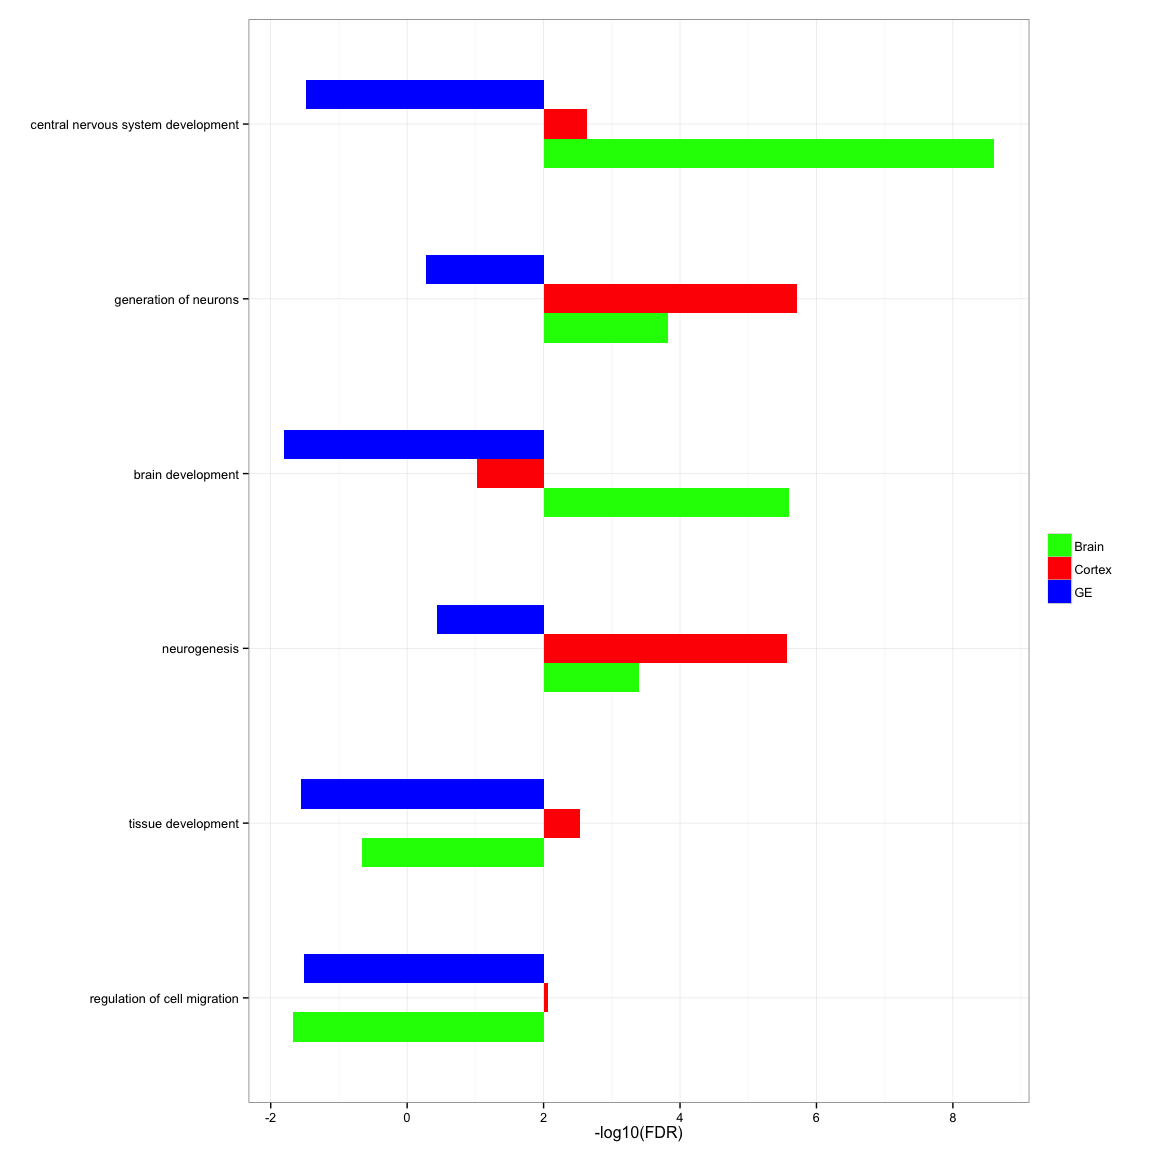 central nervous system development
generation of neurons
brain development
neurogenesis
tissue development
regulation of cell migration
-2 0 2 4 6 8
-log10(FDR)
Brain
Cortex
GE